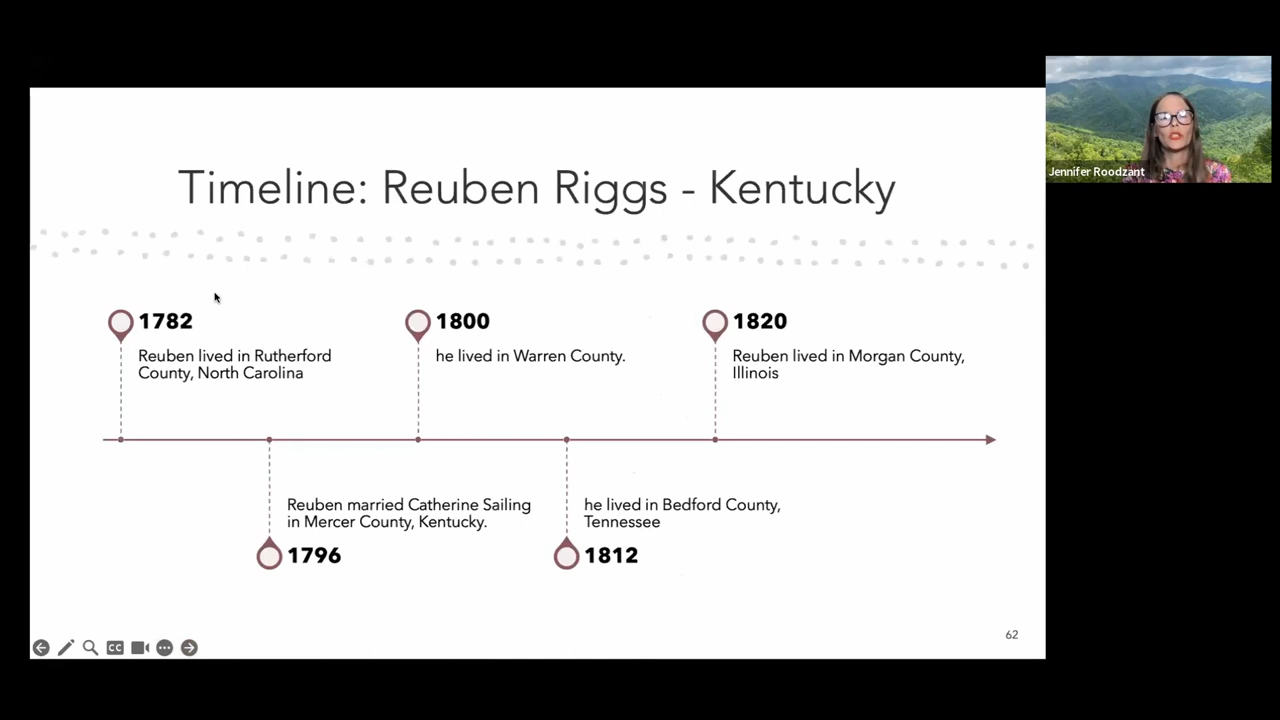 Timeline: Reuben Riggs - Kentucky
Jennifer Roodzant
1782
Reuben lived in Rutherford
County, North Carolina
1800
he lived in Warren County.
1820
Reuben lived in Morgan County,
Illinois
Reuben married Catherine Sailing
in Mercer County, Kentucky.
1796
he lived in Bedford County,
Tennessee
1812
62
CC